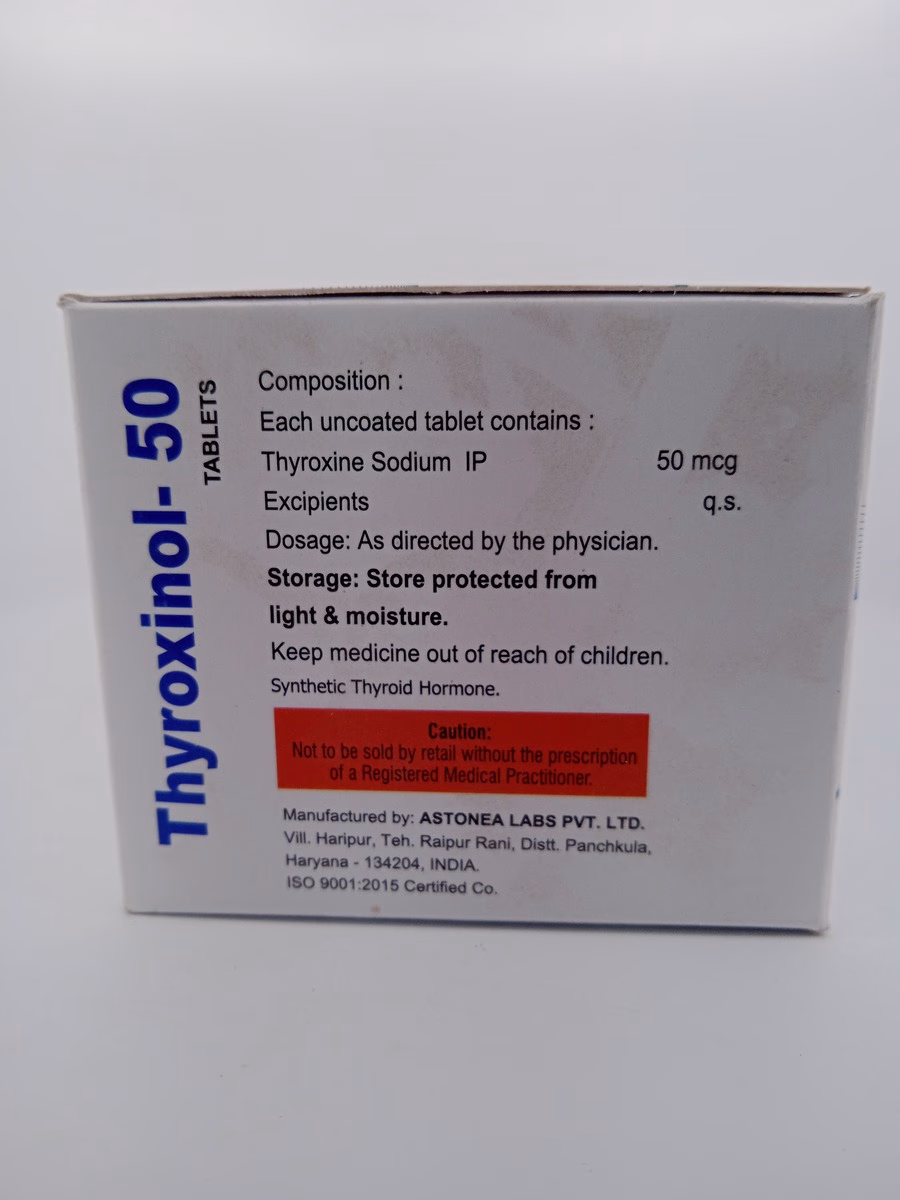 Thyroxinol- 50
TABLETS
Composition :
Each uncoated tablet contains :
Thyroxine Sodium IP 50 mcg
Excipients q.s.
Dosage: As directed by the physician.
Storage: Store protected from
light & moisture.
Keep medicine out of reach of children.
Synthetic Thyroid Hormone.
Caution:
Not to be sold by retail without the prescription
of a Registered Medical Practitioner.
Manufactured by: ASTONEA LABS PVT. LTD.
Vill. Haripur, Teh. Raipur Rani, Distt. Panchkula,
Haryana - 134204, INDIA.
ISO 9001:2015 Certified Co.